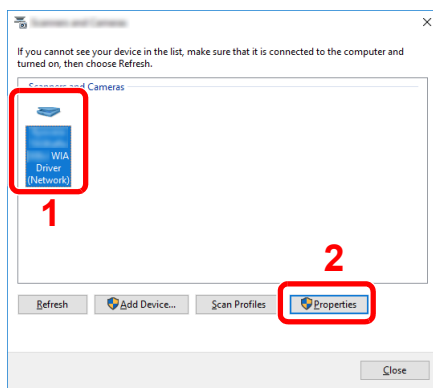 If you cannot see your device in the list, make sure that it is connected to the computer and
turned on, then choose Refresh.
Scanners and Cameras
WIA
Driver
(Network)
1
2
Refresh
Add Device...
Scan Profiles
Properties
Close